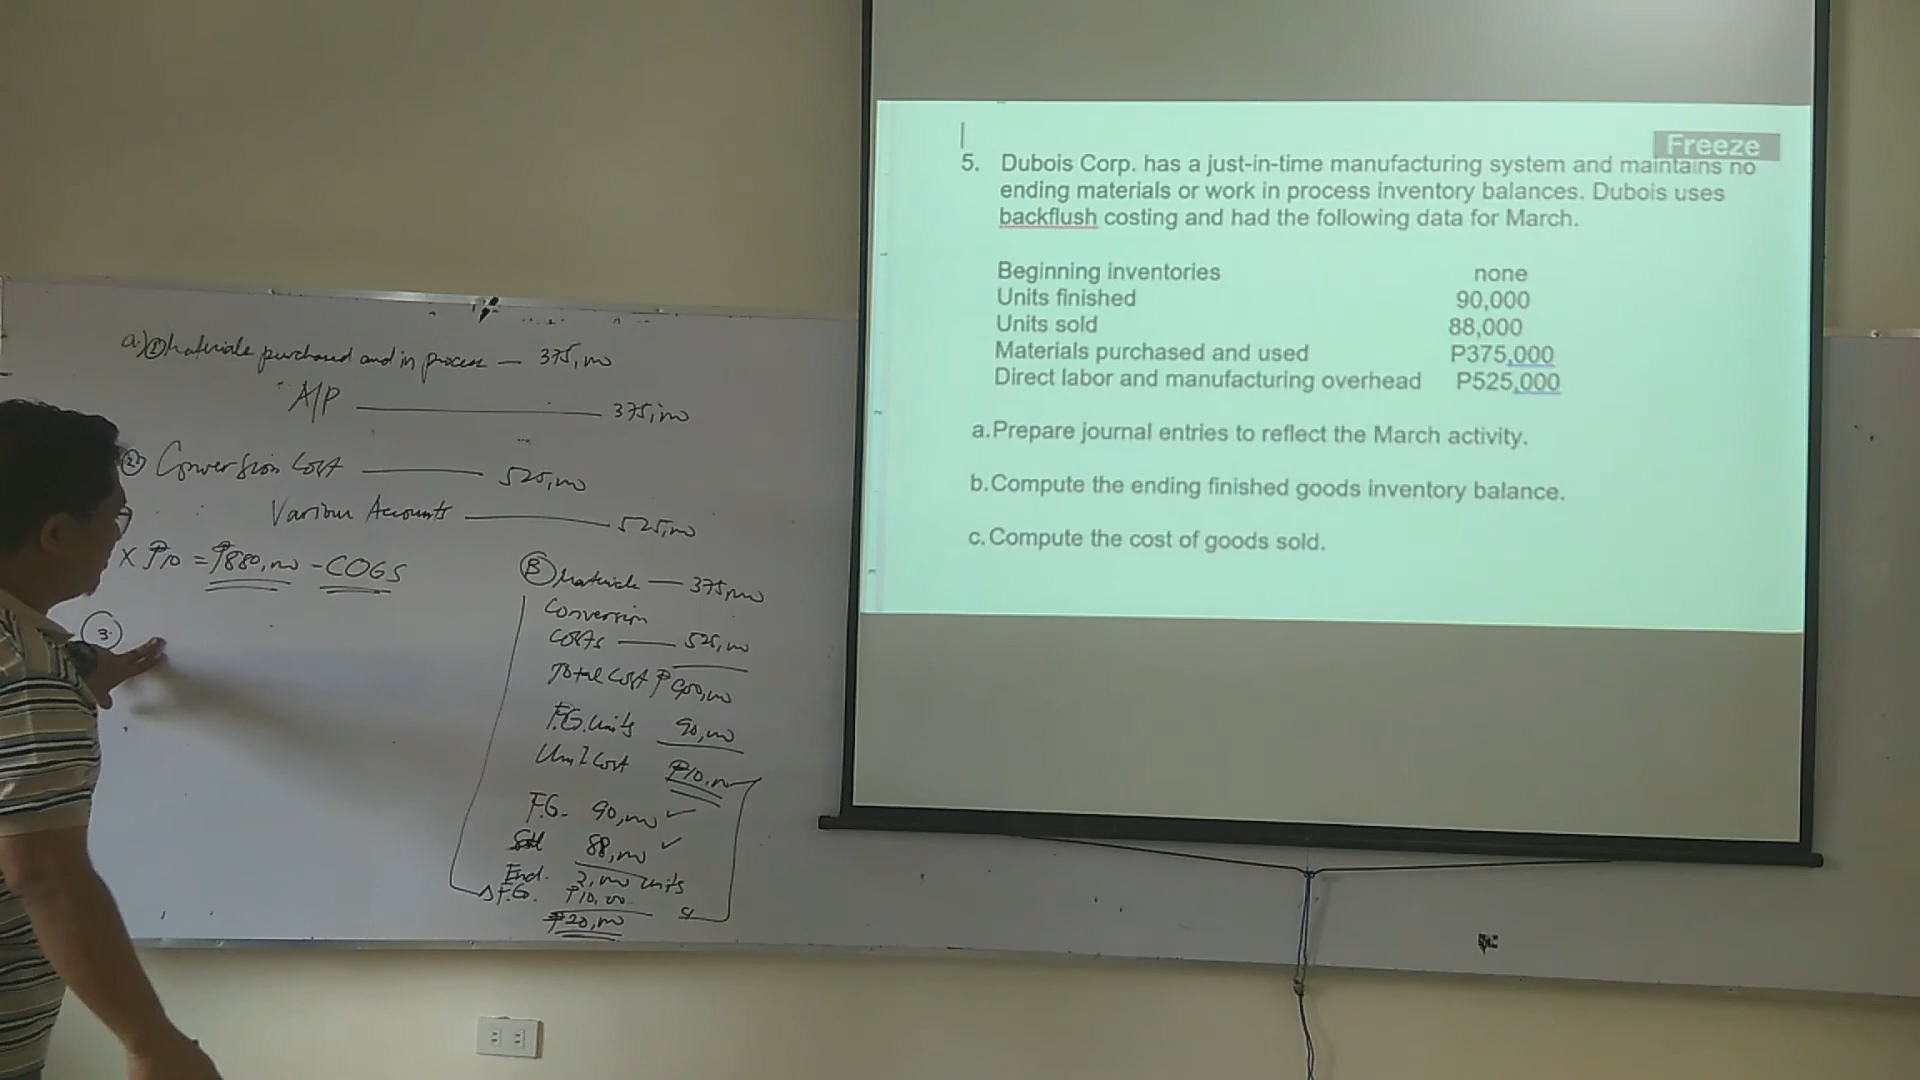 Freeze
5. Dubois Corp. has a just-in-time manufacturing system and maintains no
ending materials or work in process inventory balances. Dubois uses
backflush costing and had the following data for March.
Beginning inventories none
Units finished 90,000
Units sold 88,000
Materials purchased and used P375,000
Direct labor and manufacturing overhead P525,000
a.Prepare journal entries to reflect the March activity.
b.Compute the ending finished goods inventory balance.
c.Compute the cost of goods sold.
a.) ① Materials purchased and in process — 375,000
A/P — 375,000
② Conversion Cost — 525,000
Various Accounts — 525,000
X ₱10 = ₱880,000 - COGS
3.
B Materials — 375,000
Conversion
Costs — 525,000
Total Cost ₱900,000
F.G. units 90,000
Unit Cost ₱10.00
F.G. - 90,000 ✓
Sold 88,000 ✓
End. 2,000 units
F.G. ₱10.00
₱20,000